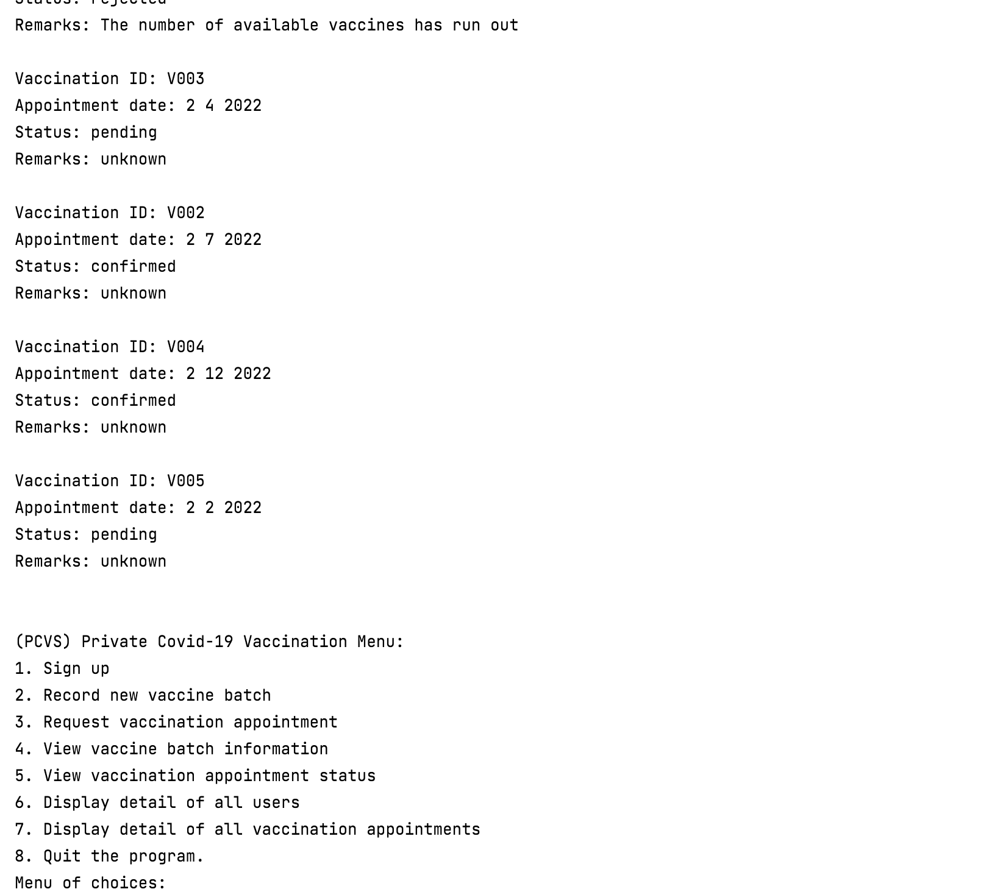 Status: rejected
Remarks: The number of available vaccines has run out
Vaccination ID: V003
Appointment date: 2 4 2022
Status: pending
Remarks: unknown
Vaccination ID: V002
Appointment date: 2 7 2022
Status: confirmed
Remarks: unknown
Vaccination ID: V004
Appointment date: 2 12 2022
Status: confirmed
Remarks: unknown
Vaccination ID: V005
Appointment date: 2 2 2022
Status: pending
Remarks: unknown
(PCVS) Private Covid-19 Vaccination Menu:
1. Sign up
2. Record new vaccine batch
3. Request vaccination appointment
4. View vaccine batch information
5. View vaccination appointment status
6. Display detail of all users
7. Display detail of all vaccination appointments
8. Quit the program.
Menu of choices: